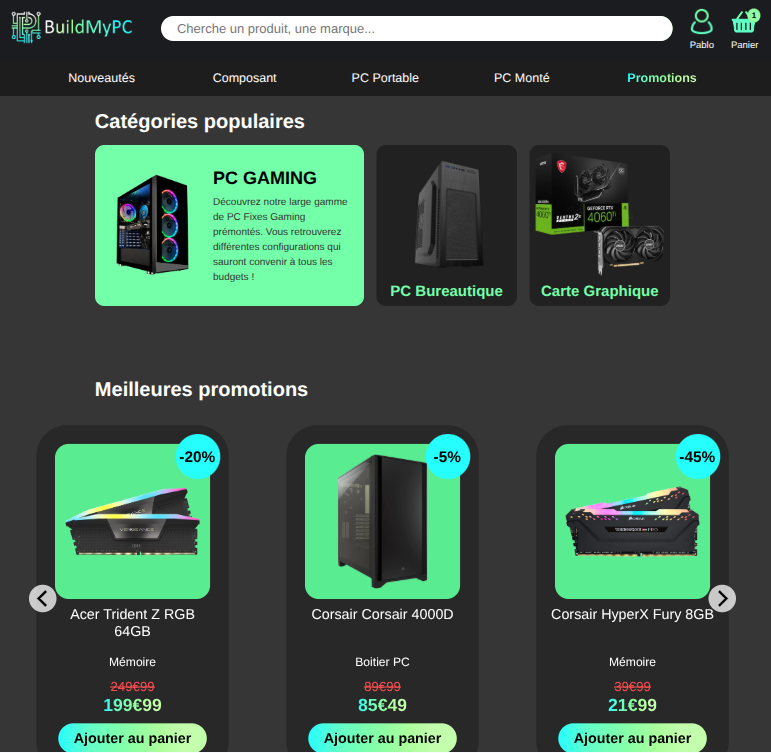 BuildMyPC
Cherche un produit, une marque...
1
Pablo
Panier
Nouveautés
Composant
PC Portable
PC Monté
Promotions
Catégories populaires
PC GAMING
Découvrez notre large gamme
de PC Fixes Gaming
prémontés. Vous retrouverez
différentes configurations qui
sauront convenir à tous les
budgets !
PC Bureautique
GEFORCE RTX
4060 Ti
Carte Graphique
Meilleures promotions
-20%
-5%
-45%
Acer Trident Z RGB
64GB
Corsair Corsair 4000D
Corsair HyperX Fury 8GB
Mémoire
Boitier PC
Mémoire
249€99
89€99
39€99
199€99
85€49
21€99
Ajouter au panier
Ajouter au panier
Ajouter au panier